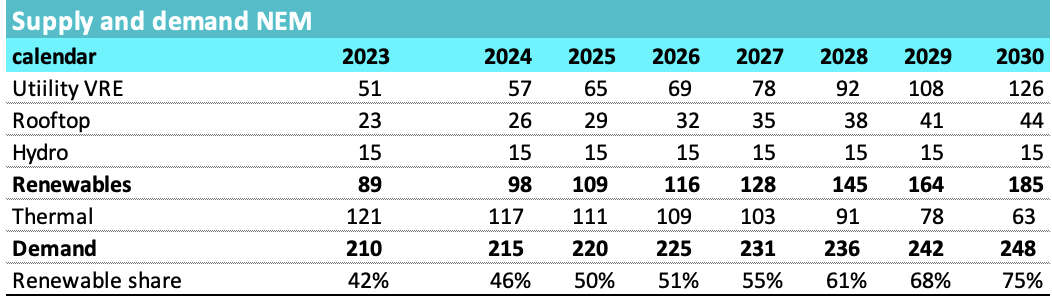 Supply and demand NEM
calendar 2023 2024 2025 2026 2027 2028 2029 2030
Utiility VRE 51 57 65 69 78 92 108 126
Rooftop 23 26 29 32 35 38 41 44
Hydro 15 15 15 15 15 15 15 15
Renewables 89 98 109 116 128 145 164 185
Thermal 121 117 111 109 103 91 78 63
Demand 210 215 220 225 231 236 242 248
Renewable share 42% 46% 50% 51% 55% 61% 68% 75%